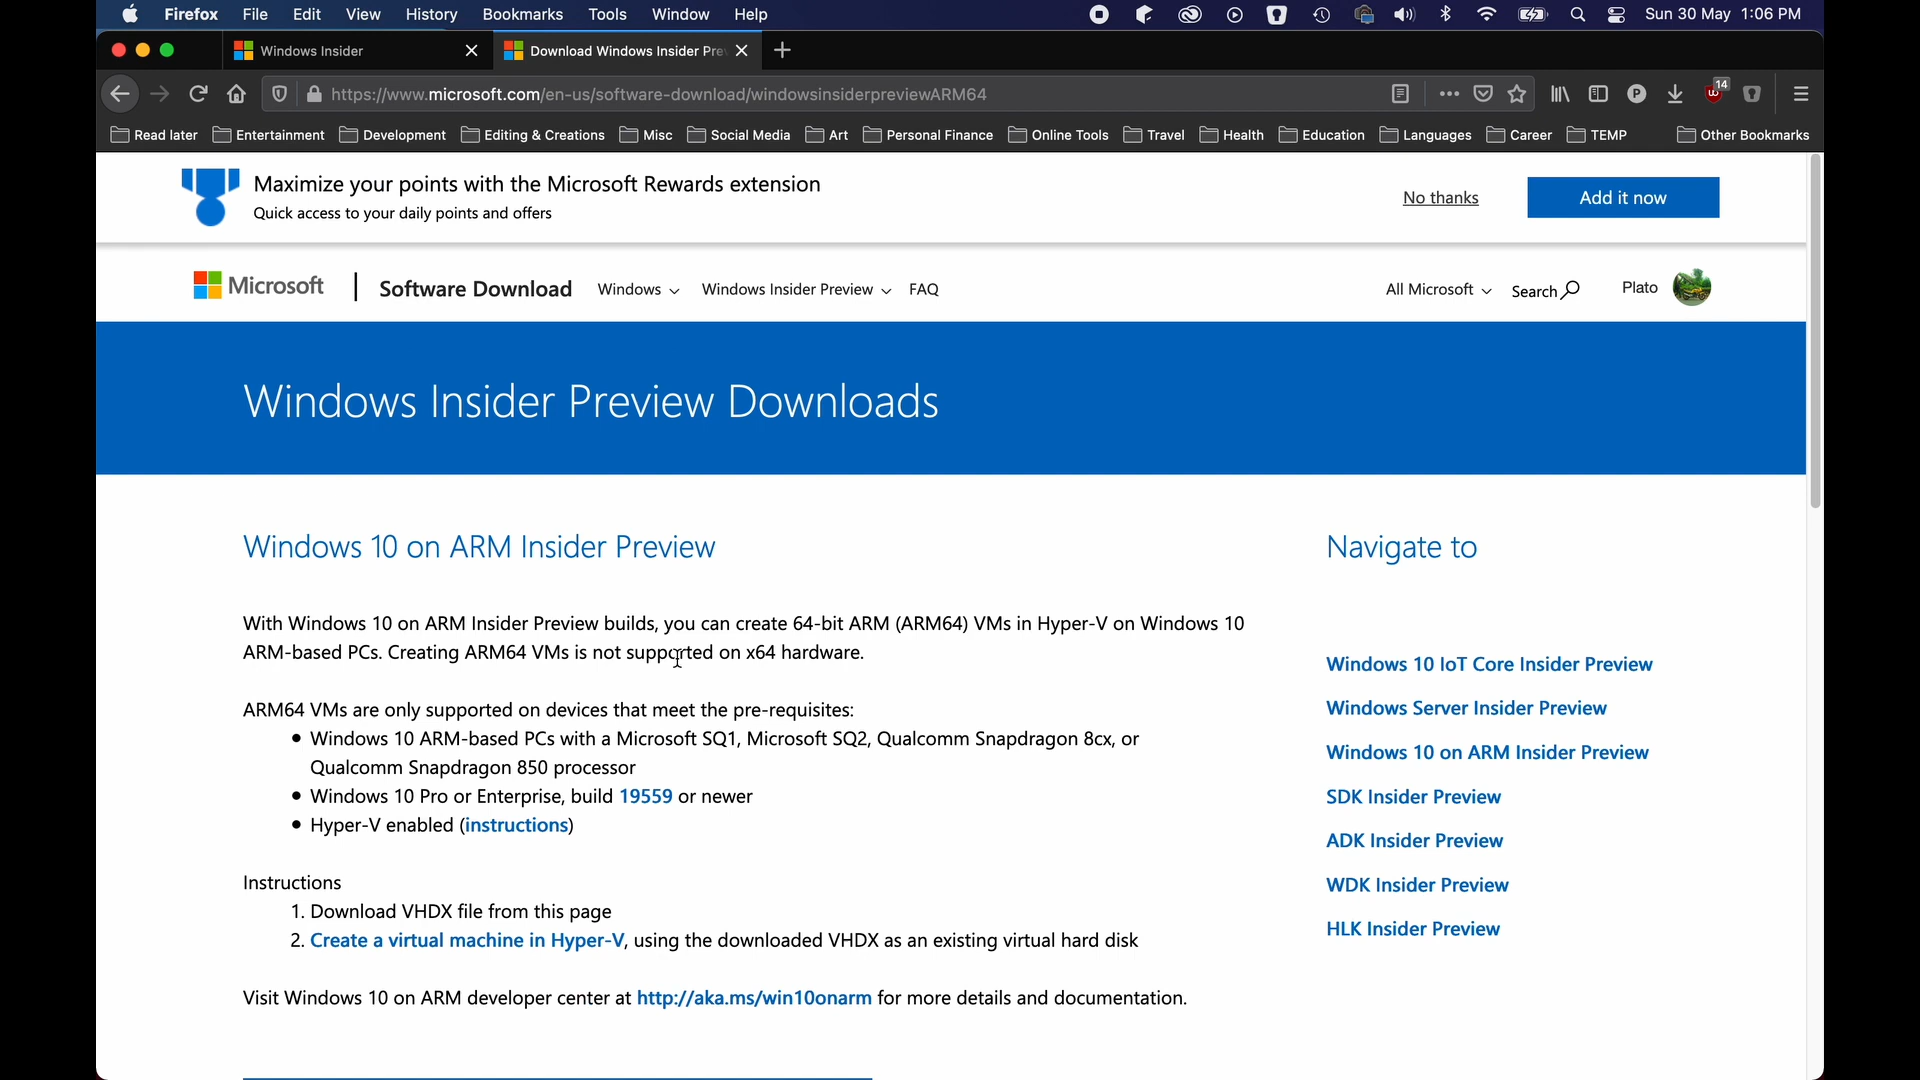 Firefox File Edit View History Bookmarks Tools Window Help Sun 30 May 1:06 PM
Windows Insider Download Windows Insider Pre
https://www.microsoft.com/en-us/software-download/windowsinsiderpreviewARM64 14
Read later Entertainment Development Editing & Creations Misc Social Media Art Personal Finance Online Tools Travel Health Education Languages Career TEMP Other Bookmarks
Maximize your points with the Microsoft Rewards extension
Quick access to your daily points and offers
No thanks Add it now
Microsoft Software Download Windows Windows Insider Preview FAQ All Microsoft Search Plato
Windows Insider Preview Downloads
Windows 10 on ARM Insider Preview
With Windows 10 on ARM Insider Preview builds, you can create 64-bit ARM (ARM64) VMs in Hyper-V on Windows 10
ARM-based PCs. Creating ARM64 VMs is not supported on x64 hardware.
ARM64 VMs are only supported on devices that meet the pre-requisites:
• Windows 10 ARM-based PCs with a Microsoft SQ1, Microsoft SQ2, Qualcomm Snapdragon 8cx, or
Qualcomm Snapdragon 850 processor
• Windows 10 Pro or Enterprise, build 19559 or newer
• Hyper-V enabled (instructions)
Instructions
1. Download VHDX file from this page
2. Create a virtual machine in Hyper-V, using the downloaded VHDX as an existing virtual hard disk
Visit Windows 10 on ARM developer center at http://aka.ms/win10onarm for more details and documentation.
Navigate to
Windows 10 IoT Core Insider Preview
Windows Server Insider Preview
Windows 10 on ARM Insider Preview
SDK Insider Preview
ADK Insider Preview
WDK Insider Preview
HLK Insider Preview